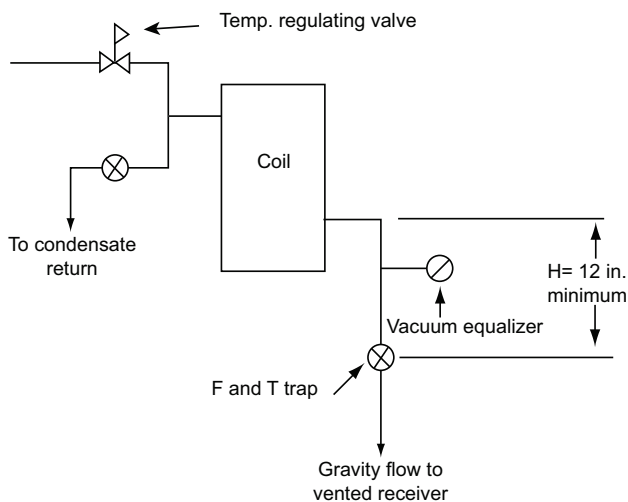 Temp. regulating valve
Coil
To condensate
return
H= 12 in.
minimum
Vacuum equalizer
F and T trap
Gravity flow to
vented receiver